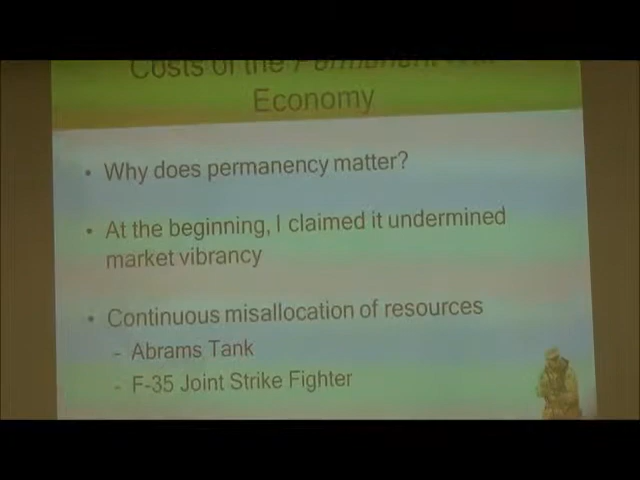 Costs of the Permanent
Economy
• Why does permanency matter?
• At the beginning, I claimed it undermined
market vibrancy
• Continuous misallocation of resources
- Abrams Tank
- F-35 Joint Strike Fighter